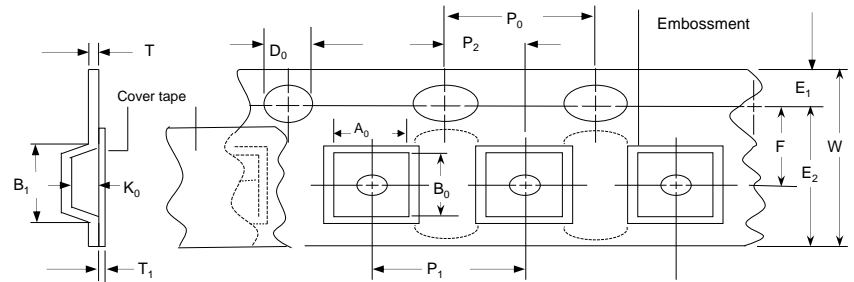 P₀
Embossment
T
D₀
P₂
E₁
Cover tape
A₀
F
W
B₁
K₀
B₀
E₂
T₁
P₁